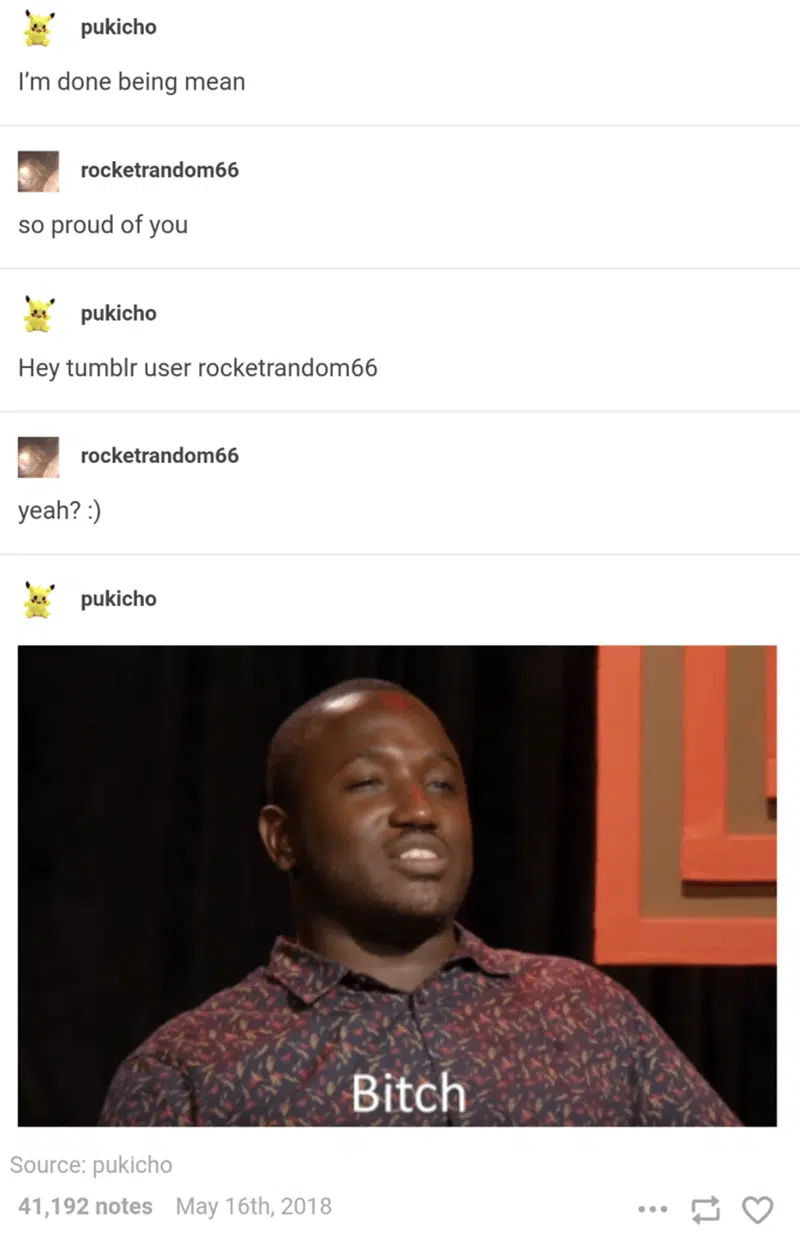 pukicho
I’m done being mean
rocketrandom66
so proud of you
pukicho
Hey tumblr user rocketrandom66
rocketrandom66
yeah? :)
pukicho
Bitch
Source: pukicho
41,192 notes May 16th, 2018